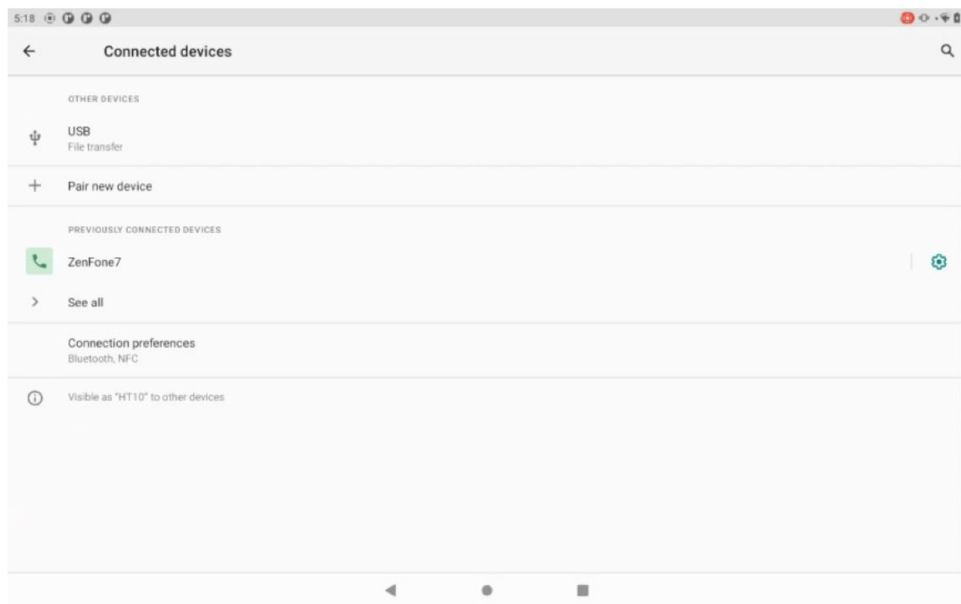 5:18
Connected devices
OTHER DEVICES
USB
File transfer
Pair new device
PREVIOUSLY CONNECTED DEVICES
ZenFone7
See all
Connection preferences
Bluetooth, NFC
Visible as "HT10" to other devices